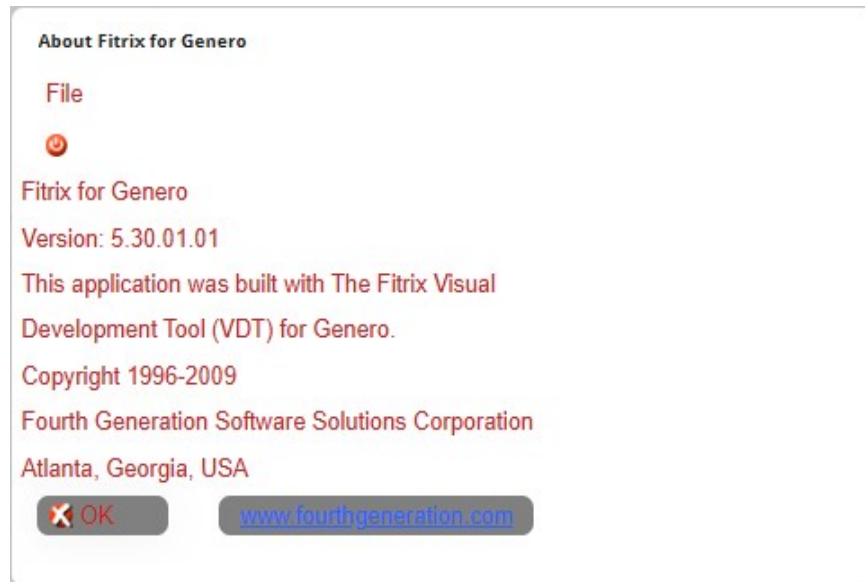 About Fitrix for Genero
File
Fitrix for Genero
Version: 5.30.01.01
This application was built with The Fitrix Visual
Development Tool (VDT) for Genero.
Copyright 1996-2009
Fourth Generation Software Solutions Corporation
Atlanta, Georgia, USA
OK www.fourthgeneration.com